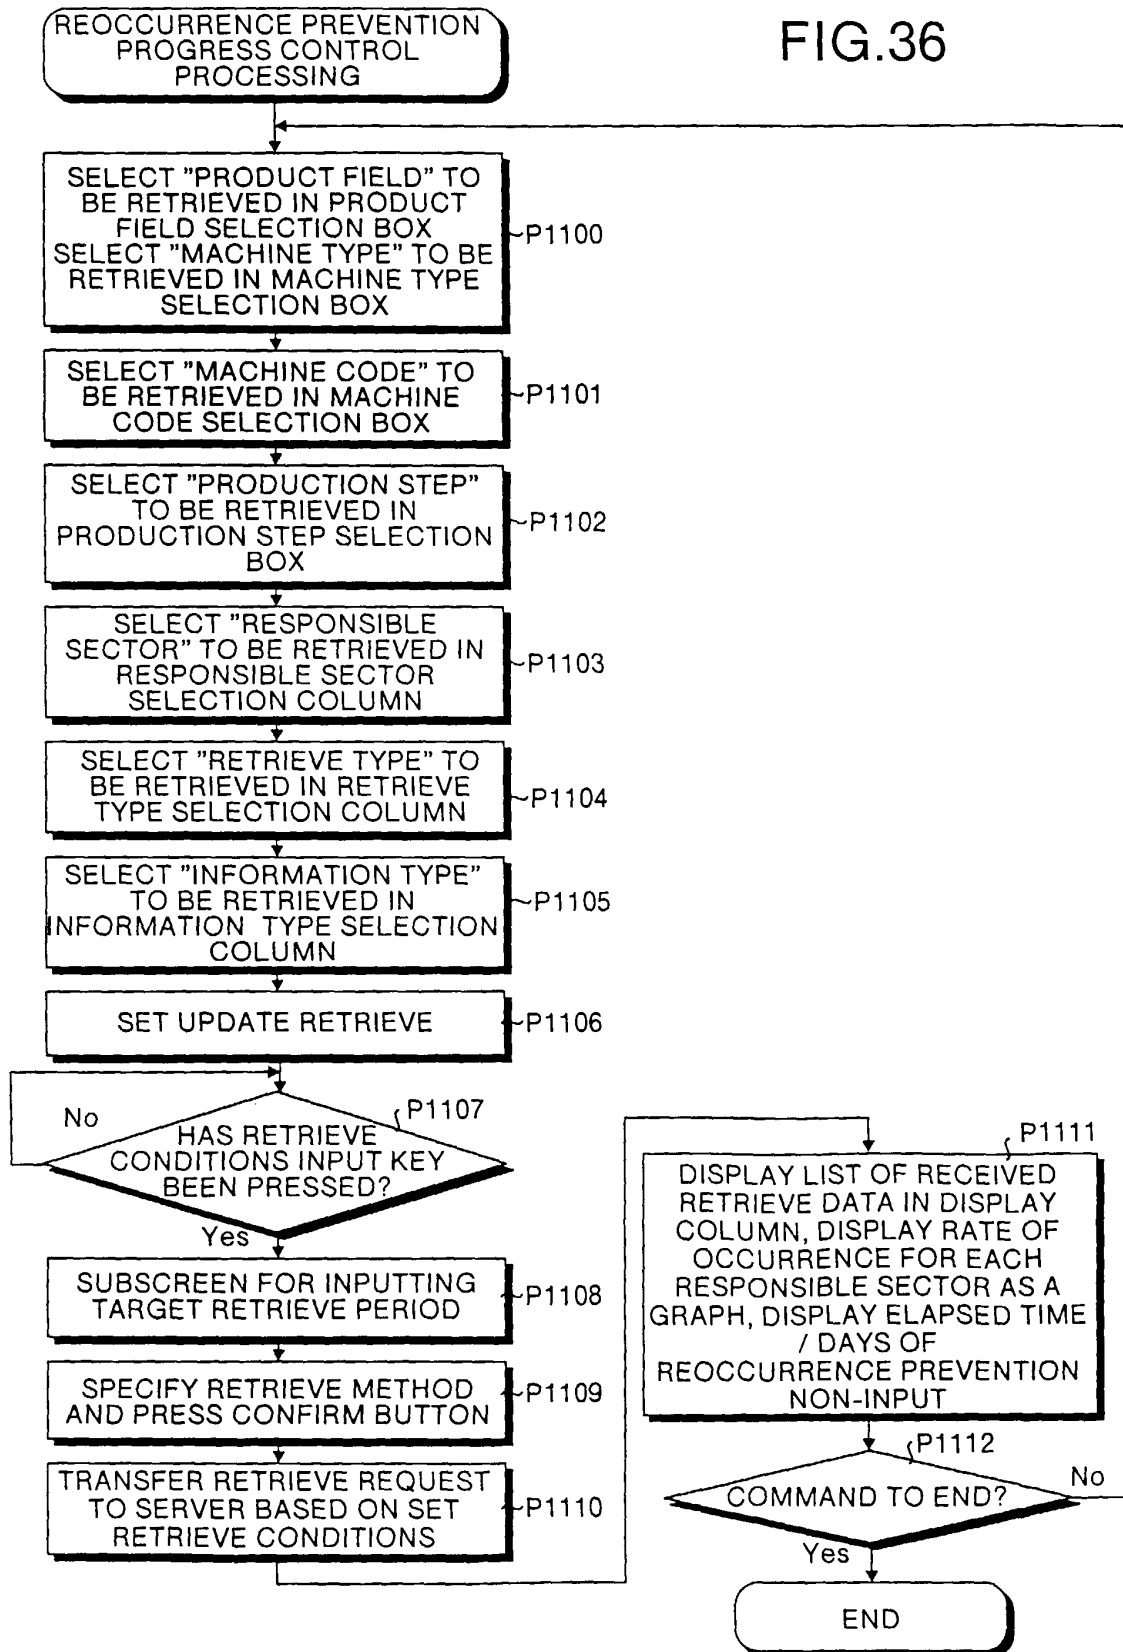 FIG.36
REOCCURRENCE PREVENTION
PROGRESS CONTROL
PROCESSING
SELECT "PRODUCT FIELD" TO
BE RETRIEVED IN PRODUCT
FIELD SELECTION BOX
SELECT "MACHINE TYPE" TO BE
RETRIEVED IN MACHINE TYPE
SELECTION BOX
P1100
SELECT "MACHINE CODE" TO
BE RETRIEVED IN MACHINE
CODE SELECTION BOX
P1101
SELECT "PRODUCTION STEP"
TO BE RETRIEVED IN
PRODUCTION STEP SELECTION
BOX
P1102
SELECT "RESPONSIBLE
SECTOR" TO BE RETRIEVED IN
RESPONSIBLE SECTOR
SELECTION COLUMN
P1103
SELECT "RETRIEVE TYPE" TO
BE RETRIEVED IN RETRIEVE
TYPE SELECTION COLUMN
P1104
SELECT "INFORMATION TYPE"
TO BE RETRIEVED IN
INFORMATION TYPE SELECTION
COLUMN
P1105
SET UPDATE RETRIEVE
P1106
No
P1107
HAS RETRIEVE
CONDITIONS INPUT KEY
BEEN PRESSED?
Yes
SUBSCREEN FOR INPUTTING
TARGET RETRIEVE PERIOD
P1108
SPECIFY RETRIEVE METHOD
AND PRESS CONFIRM BUTTON
P1109
TRANSFER RETRIEVE REQUEST
TO SERVER BASED ON SET
RETRIEVE CONDITIONS
P1110
P1111
DISPLAY LIST OF RECEIVED
RETRIEVE DATA IN DISPLAY
COLUMN, DISPLAY RATE OF
OCCURRENCE FOR EACH
RESPONSIBLE SECTOR AS A
GRAPH, DISPLAY ELAPSED TIME
/ DAYS OF
REOCCURRENCE PREVENTION
NON-INPUT
P1112
COMMAND TO END?
No
Yes
END